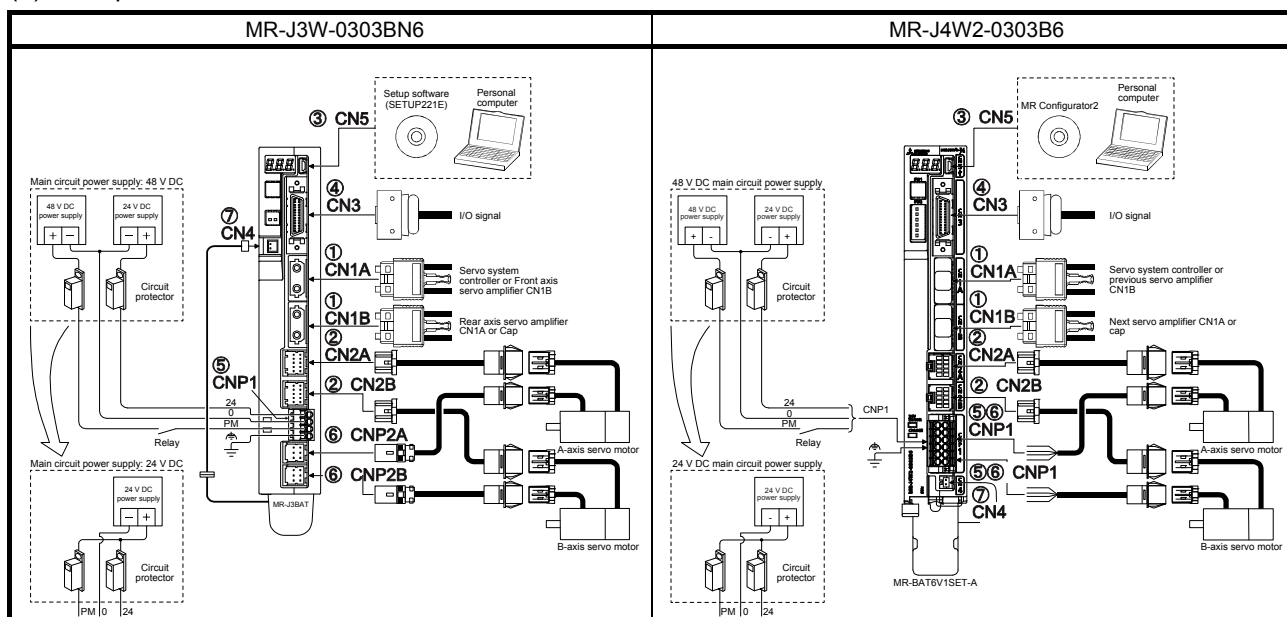 MR-J3W-0303BN6
MR-J4W2-0303B6
Setup software
(SETUP221E)
Personal
computer
③ CN5
Main circuit power supply: 48 V DC
48 V DC
power supply
24 V DC
power supply
+ − − +
④
CN3
I/O signal
⑦
CN4
①
CN1A
Servo system
controller or Front axis
servo amplifier CN1B
Circuit
protector
①
CN1B
Rear axis servo amplifier
CN1A or Cap
②
CN2A
⑤
CNP1
② CN2B
24
0
PM
Relay
⑥ CNP2A
A-axis servo motor
Main circuit power supply: 24 V DC
24 V DC
power supply
− +
⑥ CNP2B
MR-J3BAT
B-axis servo motor
Circuit
protector
PM 0 24
MR Configurator2
Personal
computer
③ CN5
48 V DC main circuit power supply
48 V DC
power supply
24 V DC
power supply
+ - - +
④
CN3
I/O signal
①
CN1A
Servo system controller or
previous servo amplifier
CN1B
Circuit
protector
①
CN1B
Next servo amplifier CN1A or
cap
②
CN2A
② CN2B
24
0
PM
CNP1
Relay
⑤⑥
CNP1
A-axis servo motor
24 V DC main circuit power supply
24 V DC
power supply
- +
⑤⑥ CNP1
⑦
CN4
B-axis servo motor
Circuit
protector
MR-BAT6V1SET-A
PM 0 24